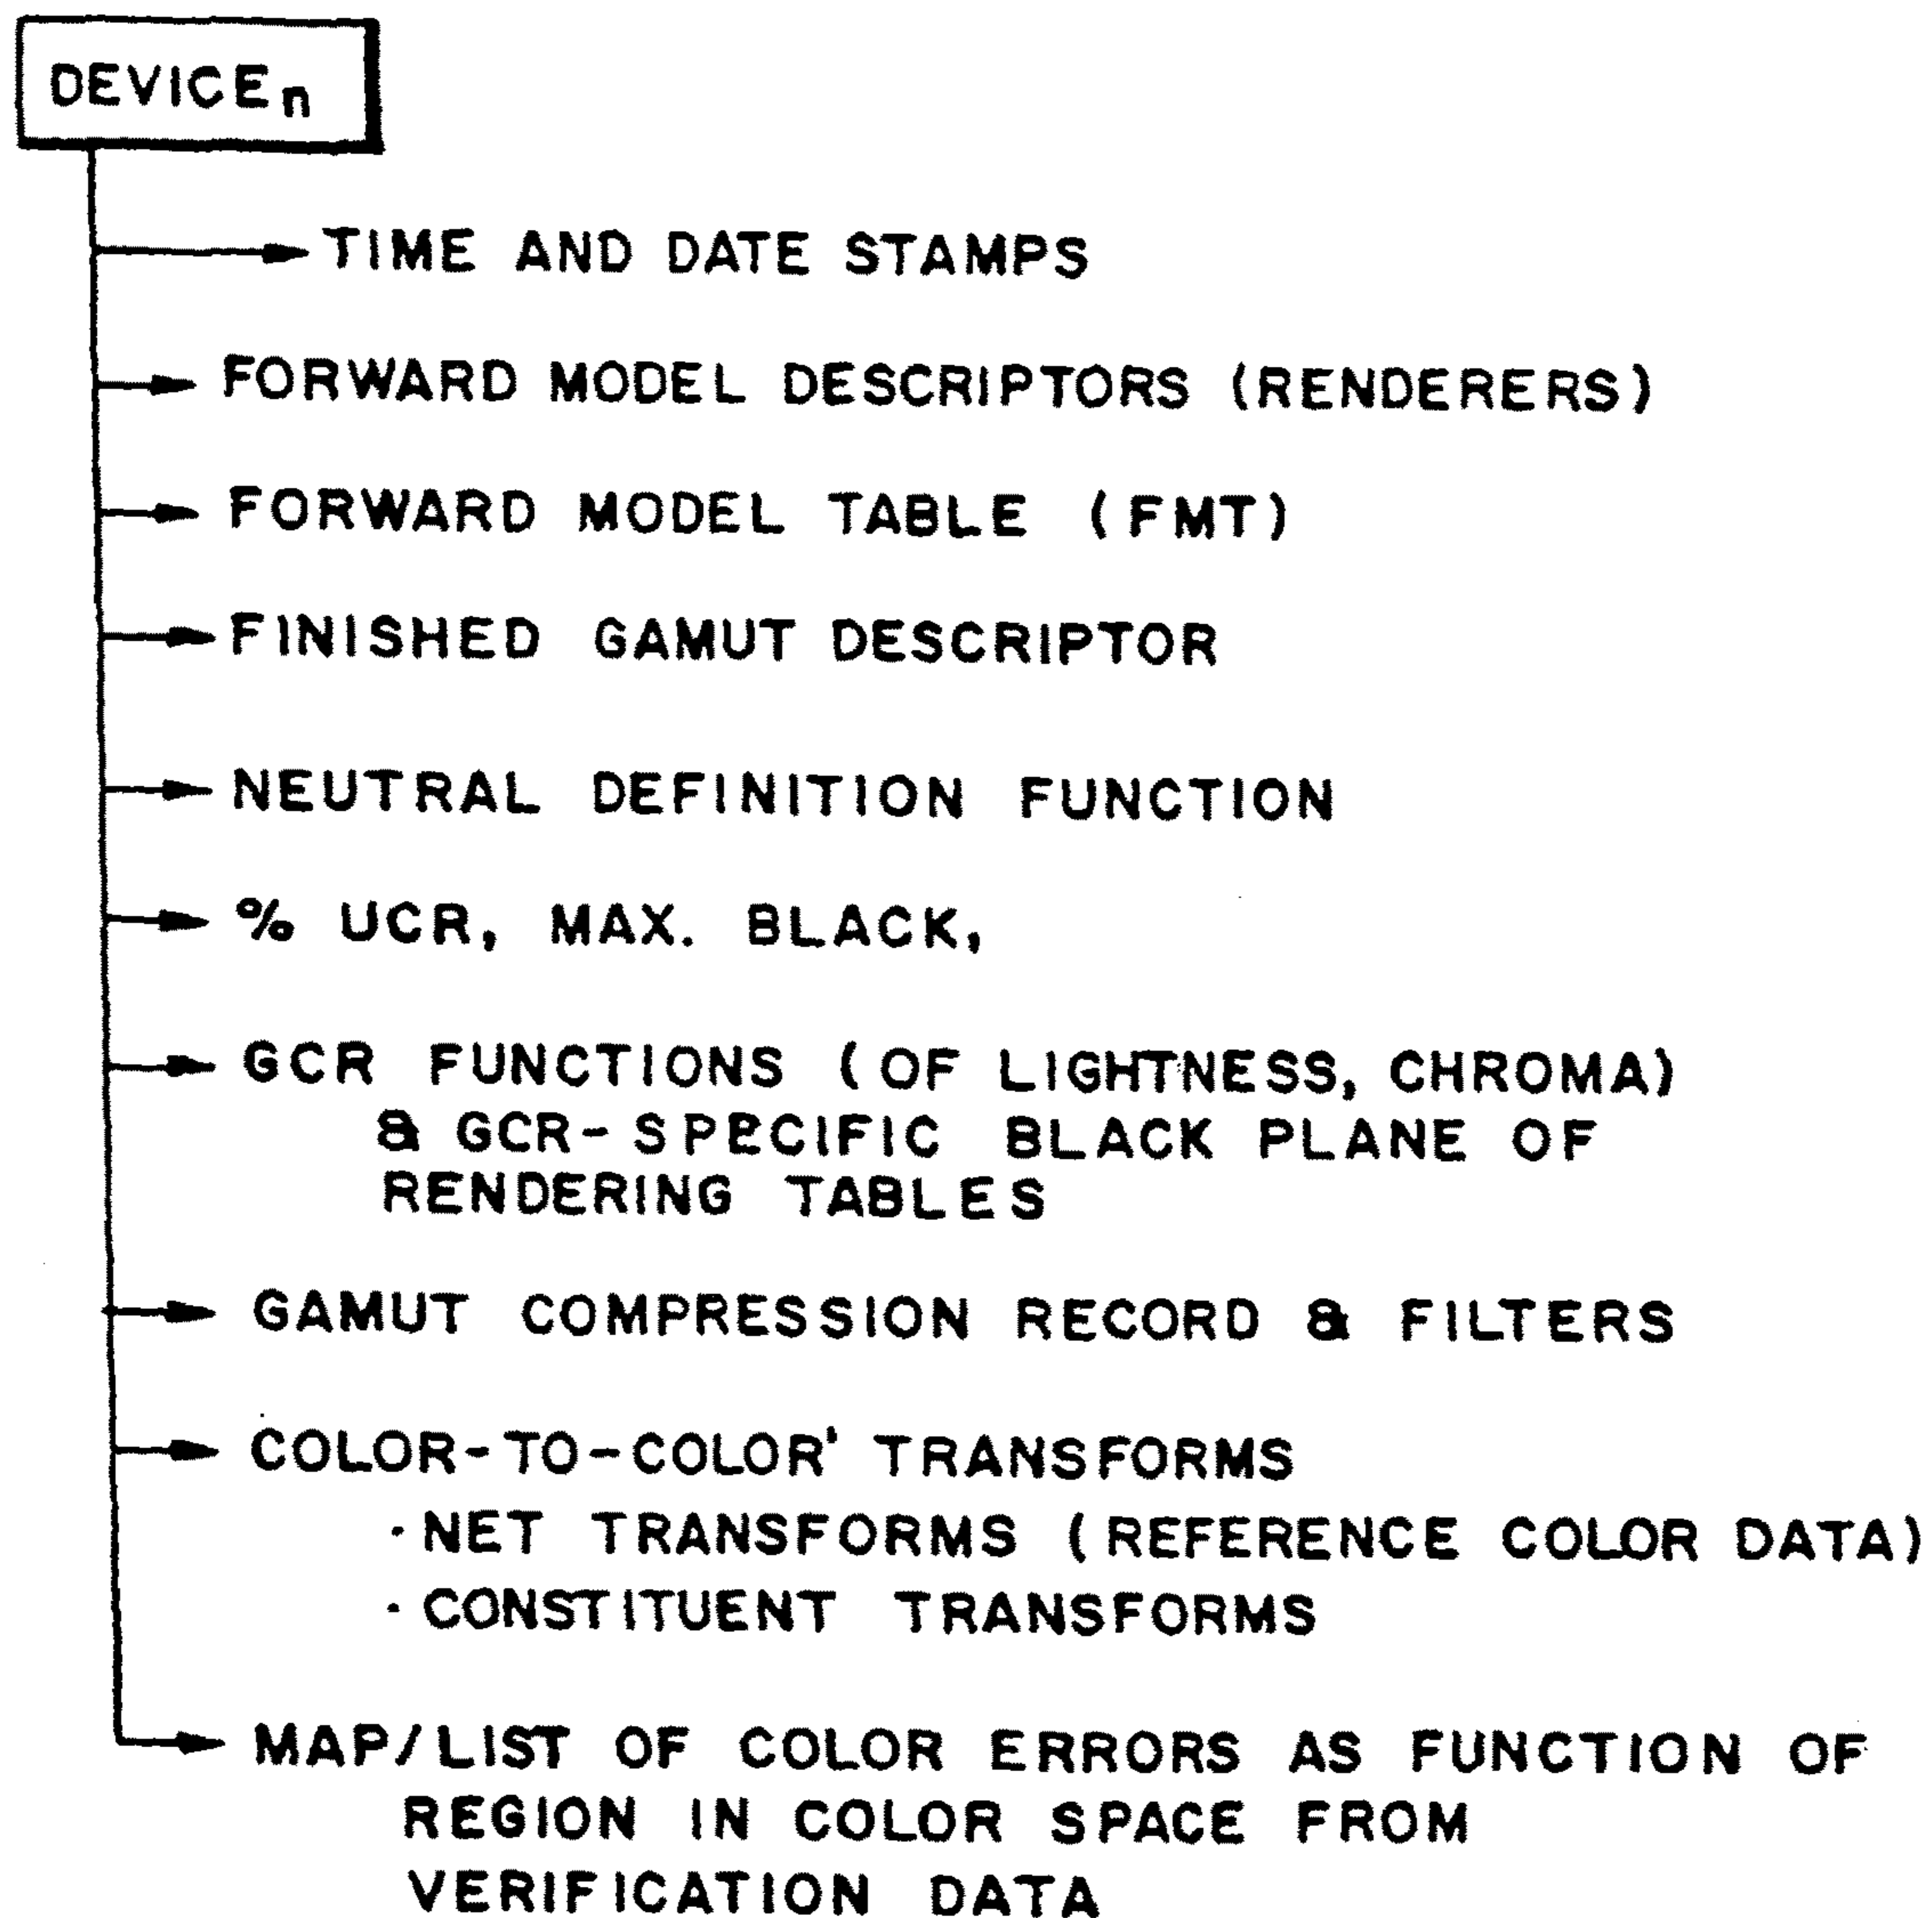 DEVICEn
TIME AND DATE STAMPS
FORWARD MODEL DESCRIPTORS (RENDERERS)
FORWARD MODEL TABLE (FMT)
FINISHED GAMUT DESCRIPTOR
NEUTRAL DEFINITION FUNCTION
% UCR, MAX. BLACK,
GCR FUNCTIONS (OF LIGHTNESS, CHROMA)
& GCR-SPECIFIC BLACK PLANE OF
RENDERING TABLES
GAMUT COMPRESSION RECORD & FILTERS
COLOR-TO-COLOR' TRANSFORMS
· NET TRANSFORMS (REFERENCE COLOR DATA)
· CONSTITUENT TRANSFORMS
MAP/LIST OF COLOR ERRORS AS FUNCTION OF
REGION IN COLOR SPACE FROM
VERIFICATION DATA